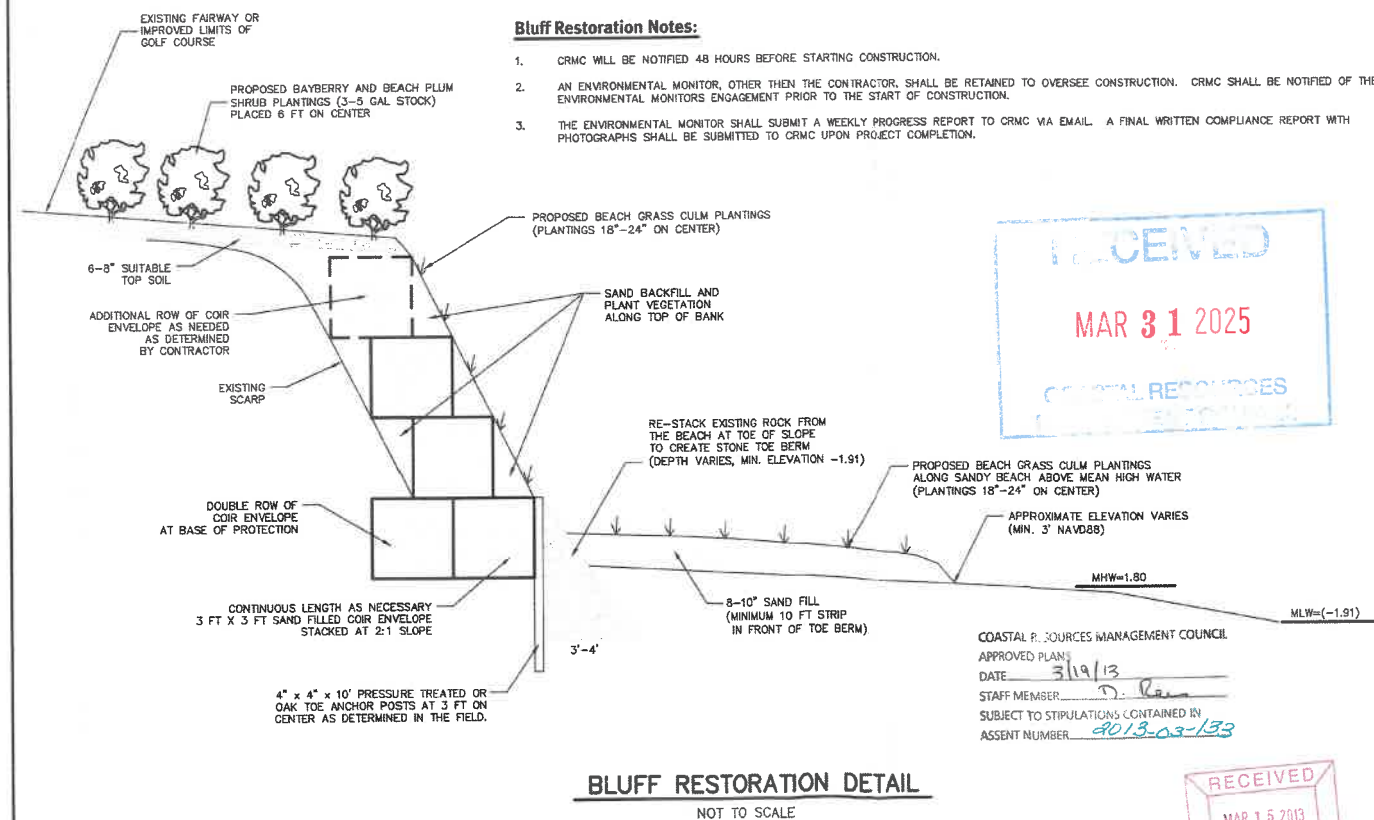 EXISTING FAIRWAY OR
IMPROVED LIMITS OF
GOLF COURSE
Bluff Restoration Notes:
1. CRMC WILL BE NOTIFIED 48 HOURS BEFORE STARTING CONSTRUCTION.
2. AN ENVIRONMENTAL MONITOR, OTHER THEN THE CONTRACTOR, SHALL BE RETAINED TO OVERSEE CONSTRUCTION. CRMC SHALL BE NOTIFIED OF THE
ENVIRONMENTAL MONITORS ENGAGEMENT PRIOR TO THE START OF CONSTRUCTION.
3. THE ENVIRONMENTAL MONITOR SHALL SUBMIT A WEEKLY PROGRESS REPORT TO CRMC VIA EMAIL. A FINAL WRITTEN COMPLIANCE REPORT WITH
PHOTOGRAPHS SHALL BE SUBMITTED TO CRMC UPON PROJECT COMPLETION.
PROPOSED BAYBERRY AND BEACH PLUM
SHRUB PLANTINGS (3-5 GAL STOCK)
PLACED 6 FT ON CENTER
PROPOSED BEACH GRASS CULM PLANTINGS
(PLANTINGS 18"-24" ON CENTER)
6-8" SUITABLE
TOP SOIL
SAND BACKFILL AND
PLANT VEGETATION
ALONG TOP OF BANK
ADDITIONAL ROW OF COIR
ENVELOPE AS NEEDED
AS DETERMINED
BY CONTRACTOR
EXISTING
SCARP
RECEIVED
MAR 31 2025
COASTAL RESOURCES
RE-STACK EXISTING ROCK FROM
THE BEACH AT TOE OF SLOPE
TO CREATE STONE TOE BERM
(DEPTH VARIES, MIN. ELEVATION -1.91)
PROPOSED BEACH GRASS CULM PLANTINGS
ALONG SANDY BEACH ABOVE MEAN HIGH WATER
(PLANTINGS 18"-24" ON CENTER)
APPROXIMATE ELEVATION VARIES
(MIN. 3' NAVD88)
DOUBLE ROW OF
COIR ENVELOPE
AT BASE OF PROTECTION
MHW=1.80
MLW=(-1.91)
CONTINUOUS LENGTH AS NECESSARY
3 FT X 3 FT SAND FILLED COIR ENVELOPE
STACKED AT 2:1 SLOPE
8-10" SAND FILL
(MINIMUM 10 FT STRIP
IN FRONT OF TOE BERM)
3'-4'
4" x 4" x 10' PRESSURE TREATED OR
OAK TOE ANCHOR POSTS AT 3 FT ON
CENTER AS DETERMINED IN THE FIELD.
COASTAL RESOURCES MANAGEMENT COUNCIL
APPROVED PLANS
DATE 3/19/13
STAFF MEMBER D.
SUBJECT TO STIPULATIONS CONTAINED IN
ASSENT NUMBER 2013-03-133
BLUFF RESTORATION DETAIL
NOT TO SCALE
RECEIVED
MAR 15 2013